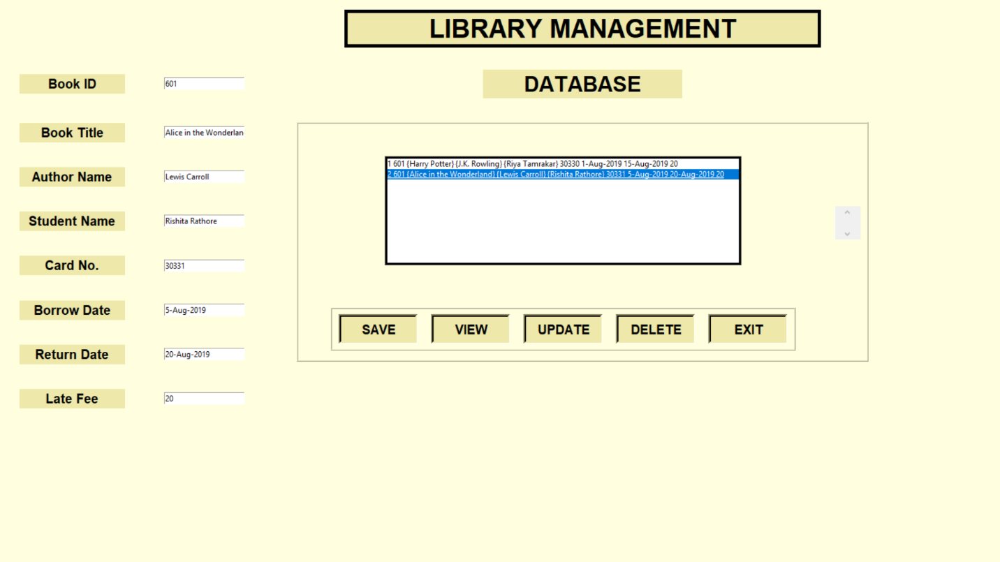 LIBRARY MANAGEMENT
DATABASE
Book ID 601
Book Title Alice in the Wonderlan
Author Name Lewis Carroll
Student Name Rishita Rathore
Card No. 30331
Borrow Date 5-Aug-2019
Return Date 20-Aug-2019
Late Fee 20
1 601 {Harry Potter} {J.K. Rowling} {Riya Tamrakar} 30330 1-Aug-2019 15-Aug-2019 20
2 601 {Alice in the Wonderland} {Lewis Carroll} {Rishita Rathore} 30331 5-Aug-2019 20-Aug-2019 20
SAVE VIEW UPDATE DELETE EXIT